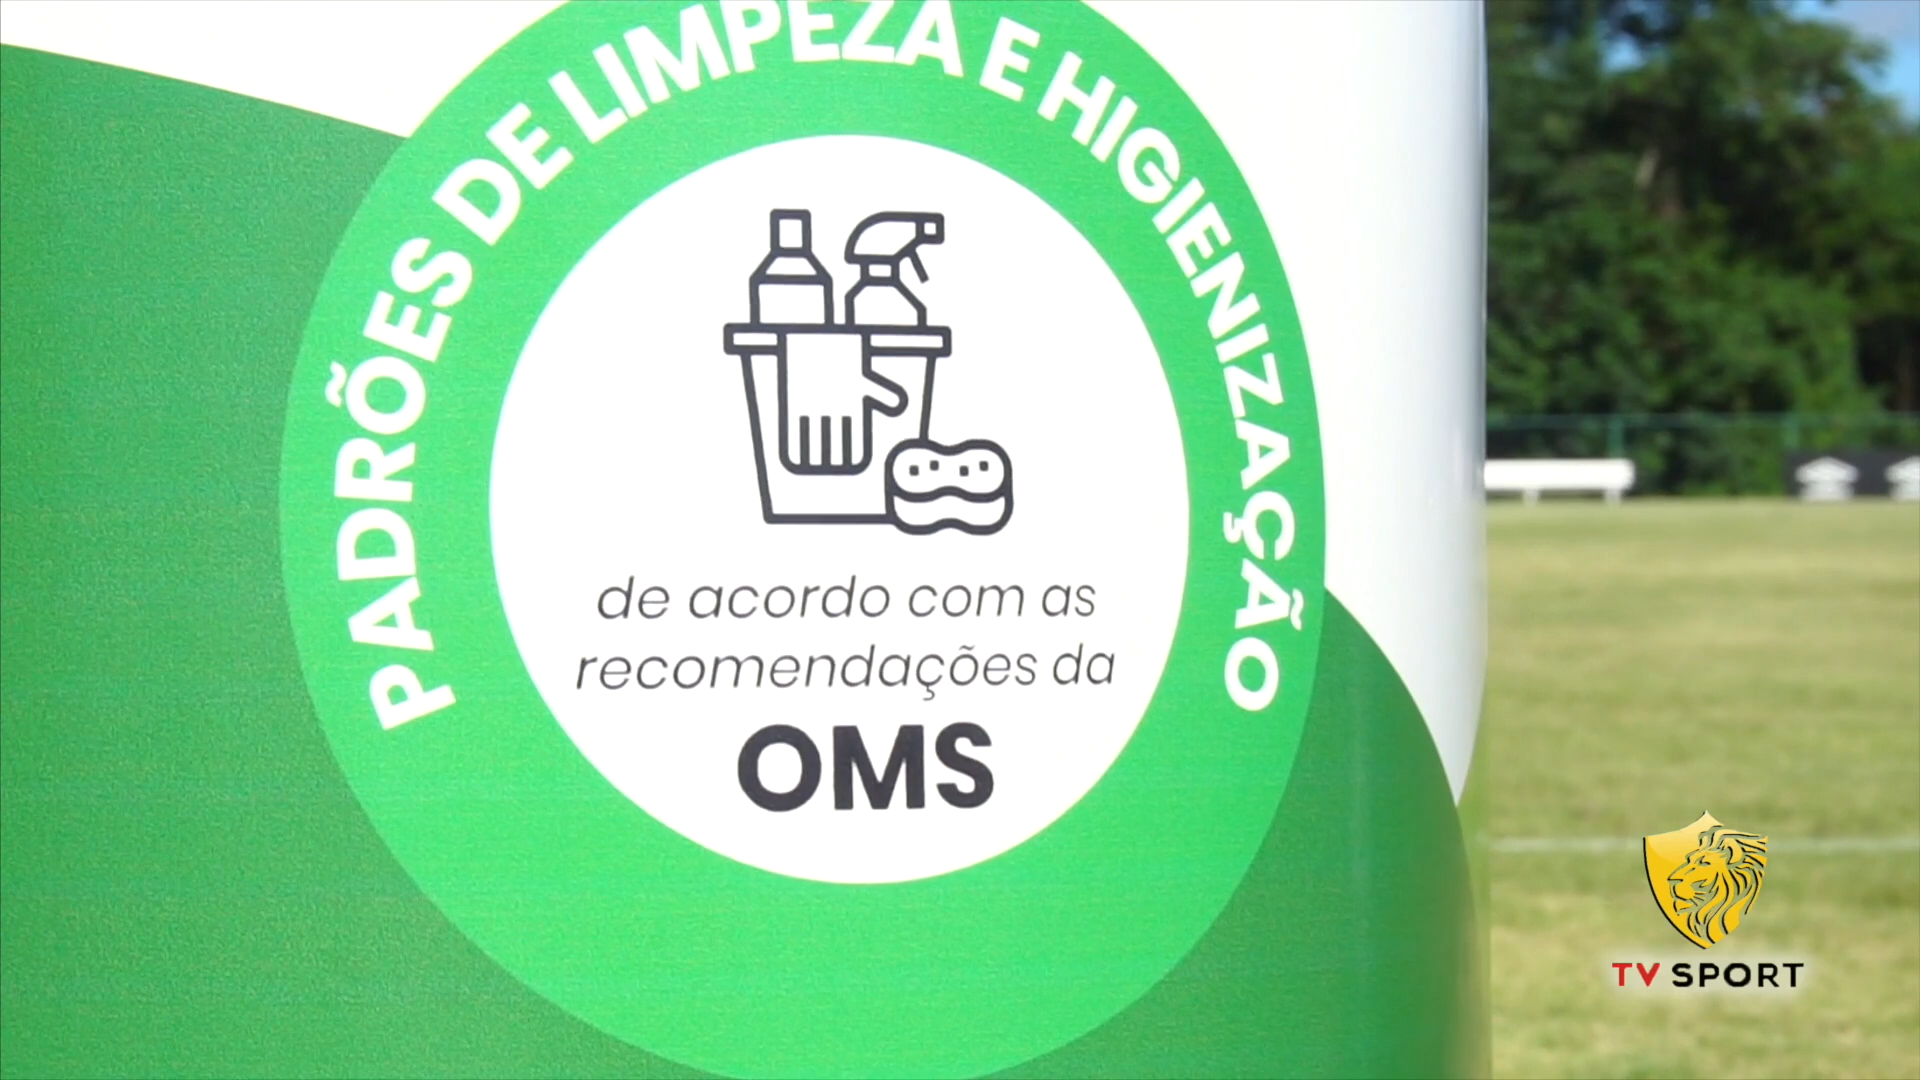 PADRÕES DE LIMPEZA E HIGIENIZAÇÃO
de acordo com as
recomendações da
OMS
TV SPORT